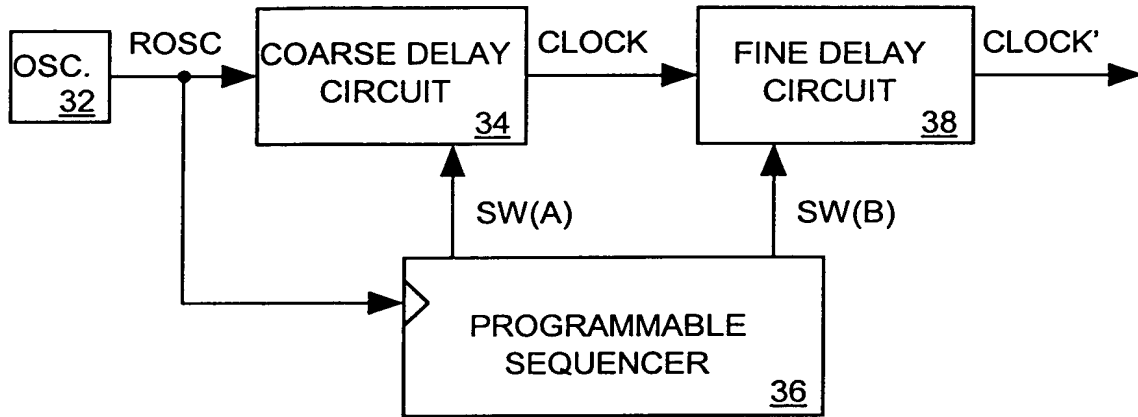 OSC.
32
ROSC
COARSE DELAY
CIRCUIT
34
CLOCK
FINE DELAY
CIRCUIT
38
CLOCK'
SW(A)
SW(B)
PROGRAMMABLE
SEQUENCER
36